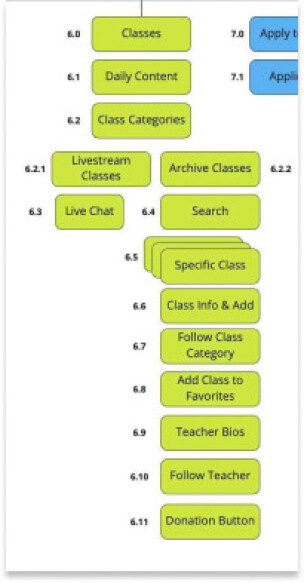 6.0 Classes 7.0 Apply
6.1 Daily Content 7.1
6.2 Class Categories
6.2.1 Livestream Archive Classes 6.2.2
Classes
6.3 Live Chat 6.4 Search
6.5 Specific Class
6.6 Class Info & Add
6.7 Follow Class
Category
6.8 Add Class to
Favorites
6.9 Teacher Bios
6.10 Follow Teacher
6.11 Donation Button